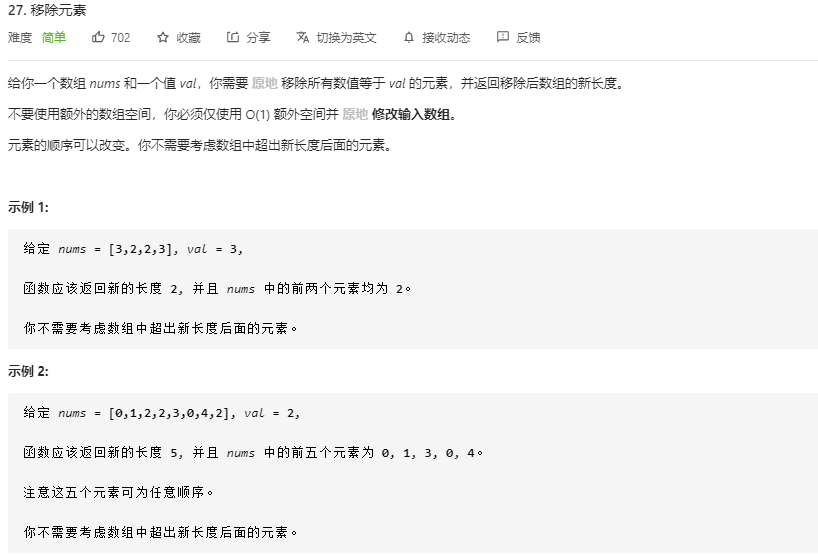 27. 移除元素
难度 简单 702 收藏 分享 切换为英文 接收动态 反馈
给你一个数组 nums 和一个值 val，你需要 原地 移除所有数值等于 val 的元素，并返回移除后数组的新长度。
不要使用额外的数组空间，你必须仅使用 O(1) 额外空间并 原地 修改输入数组。
元素的顺序可以改变。你不需要考虑数组中超出新长度后面的元素。
示例 1:
给定 nums = [3,2,2,3], val = 3,
函数应该返回新的长度 2, 并且 nums 中的前两个元素均为 2。
你不需要考虑数组中超出新长度后面的元素。
示例 2:
给定 nums = [0,1,2,2,3,0,4,2], val = 2,
函数应该返回新的长度 5, 并且 nums 中的前五个元素为 0, 1, 3, 0, 4。
注意这五个元素可为任意顺序。
你不需要考虑数组中超出新长度后面的元素。